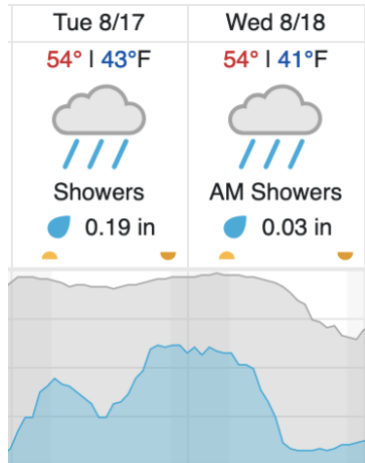 Tue 8/17
54° | 43°F
Showers
0.19 in
Wed 8/18
54° | 41°F
AM Showers
0.03 in